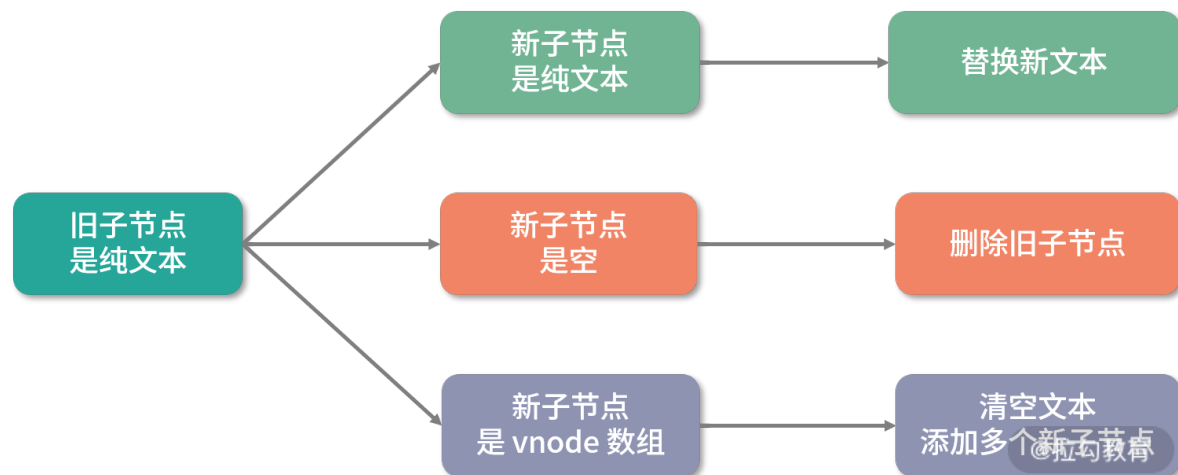 新子节点
是纯文本
替换新文本
旧子节点
是纯文本
新子节点
是空
删除旧子节点
新子节点
是 vnode 数组
清空文本
添加多个新子节点
@拉勾教育